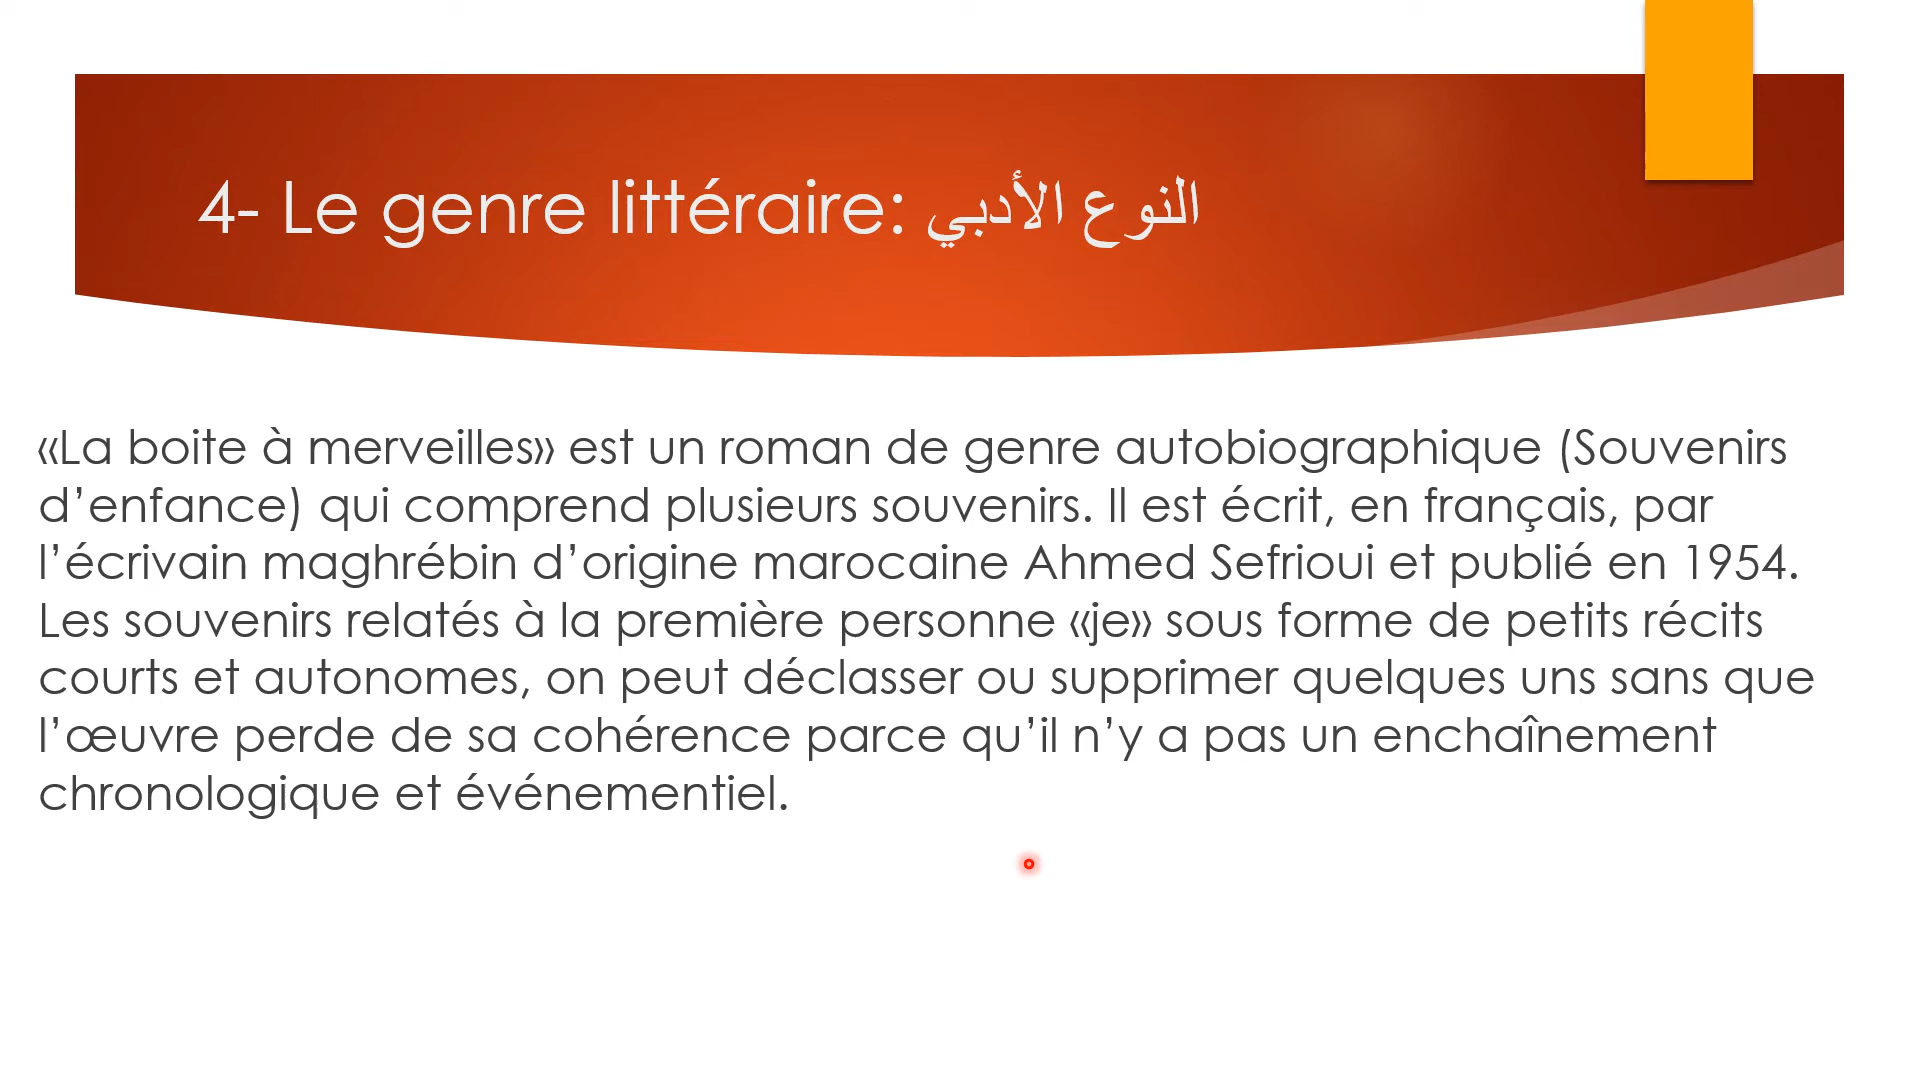 4- Le genre littéraire: النوع الأدبي
«La boite à merveilles» est un roman de genre autobiographique (Souvenirs
d’enfance) qui comprend plusieurs souvenirs. Il est écrit, en français, par
l’écrivain maghrébin d’origine marocaine Ahmed Sefrioui et publié en 1954.
Les souvenirs relatés à la première personne «je» sous forme de petits récits
courts et autonomes, on peut déclasser ou supprimer quelques uns sans que
l’œuvre perde de sa cohérence parce qu’il n’y a pas un enchaînement
chronologique et événementiel.